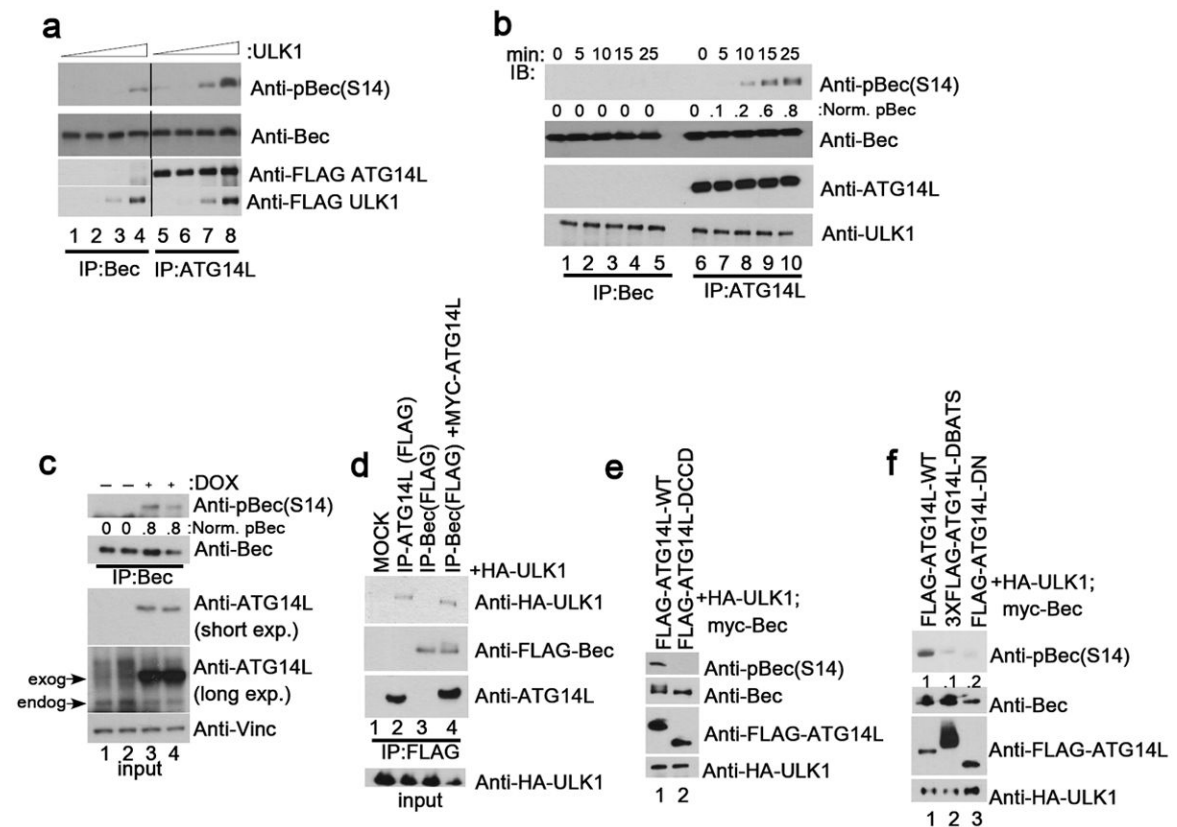 a
:ULK1
Anti-pBec(S14)
Anti-Bec
Anti-FLAG ATG14L
Anti-FLAG ULK1
1 2 3 4 5 6 7 8
IP:Bec IP:ATG14L
b
min: 0 5 10 15 25 0 5 10 15 25
IB:
Anti-pBec(S14)
0 0 0 0 0 0 .1 .2 .6 .8 :Norm. pBec
Anti-Bec
Anti-ATG14L
Anti-ULK1
1 2 3 4 5 6 7 8 9 10
IP:Bec IP:ATG14L
c
– – + + :DOX
Anti-pBec(S14)
0 0 .8 .8 :Norm. pBec
Anti-Bec
IP:Bec
Anti-ATG14L
(short exp.)
Anti-ATG14L
(long exp.)
exog
endog
Anti-Vinc
1 2 3 4
input
d
MOCK
IP-ATG14L (FLAG)
IP-Bec(FLAG)
IP-Bec(FLAG) +MYC-ATG14L
+HA-ULK1
Anti-HA-ULK1
Anti-FLAG-Bec
Anti-ATG14L
1 2 3 4
IP:FLAG
Anti-HA-ULK1
input
e
FLAG-ATG14L-WT
FLAG-ATG14L-DCCD
+HA-ULK1;
myc-Bec
Anti-pBec(S14)
Anti-Bec
Anti-FLAG-ATG14L
Anti-HA-ULK1
1 2
f
FLAG-ATG14L-WT
3XFLAG-ATG14L-DBATS
FLAG-ATG14L-DN
+HA-ULK1;
myc-Bec
Anti-pBec(S14)
1 .1 .2
Anti-Bec
Anti-FLAG-ATG14L
Anti-HA-ULK1
1 2 3